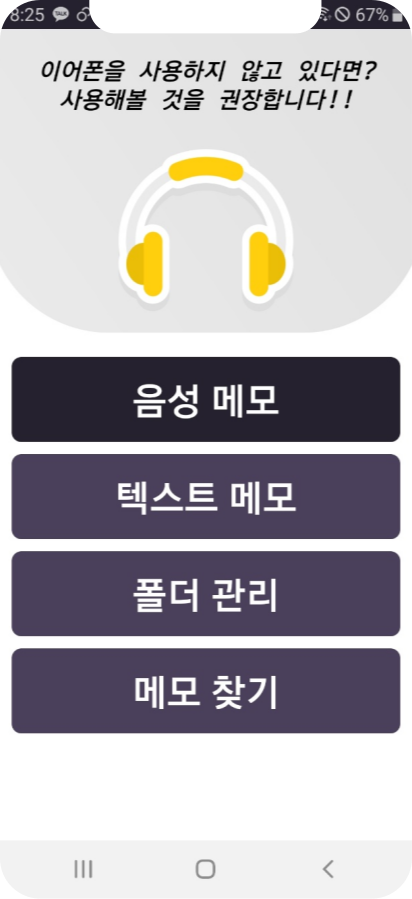 8:25 TALK 67%
이어폰을 사용하지 않고 있다면?
사용해볼 것을 권장합니다!!
음성 메모
텍스트 메모
폴더 관리
메모 찾기